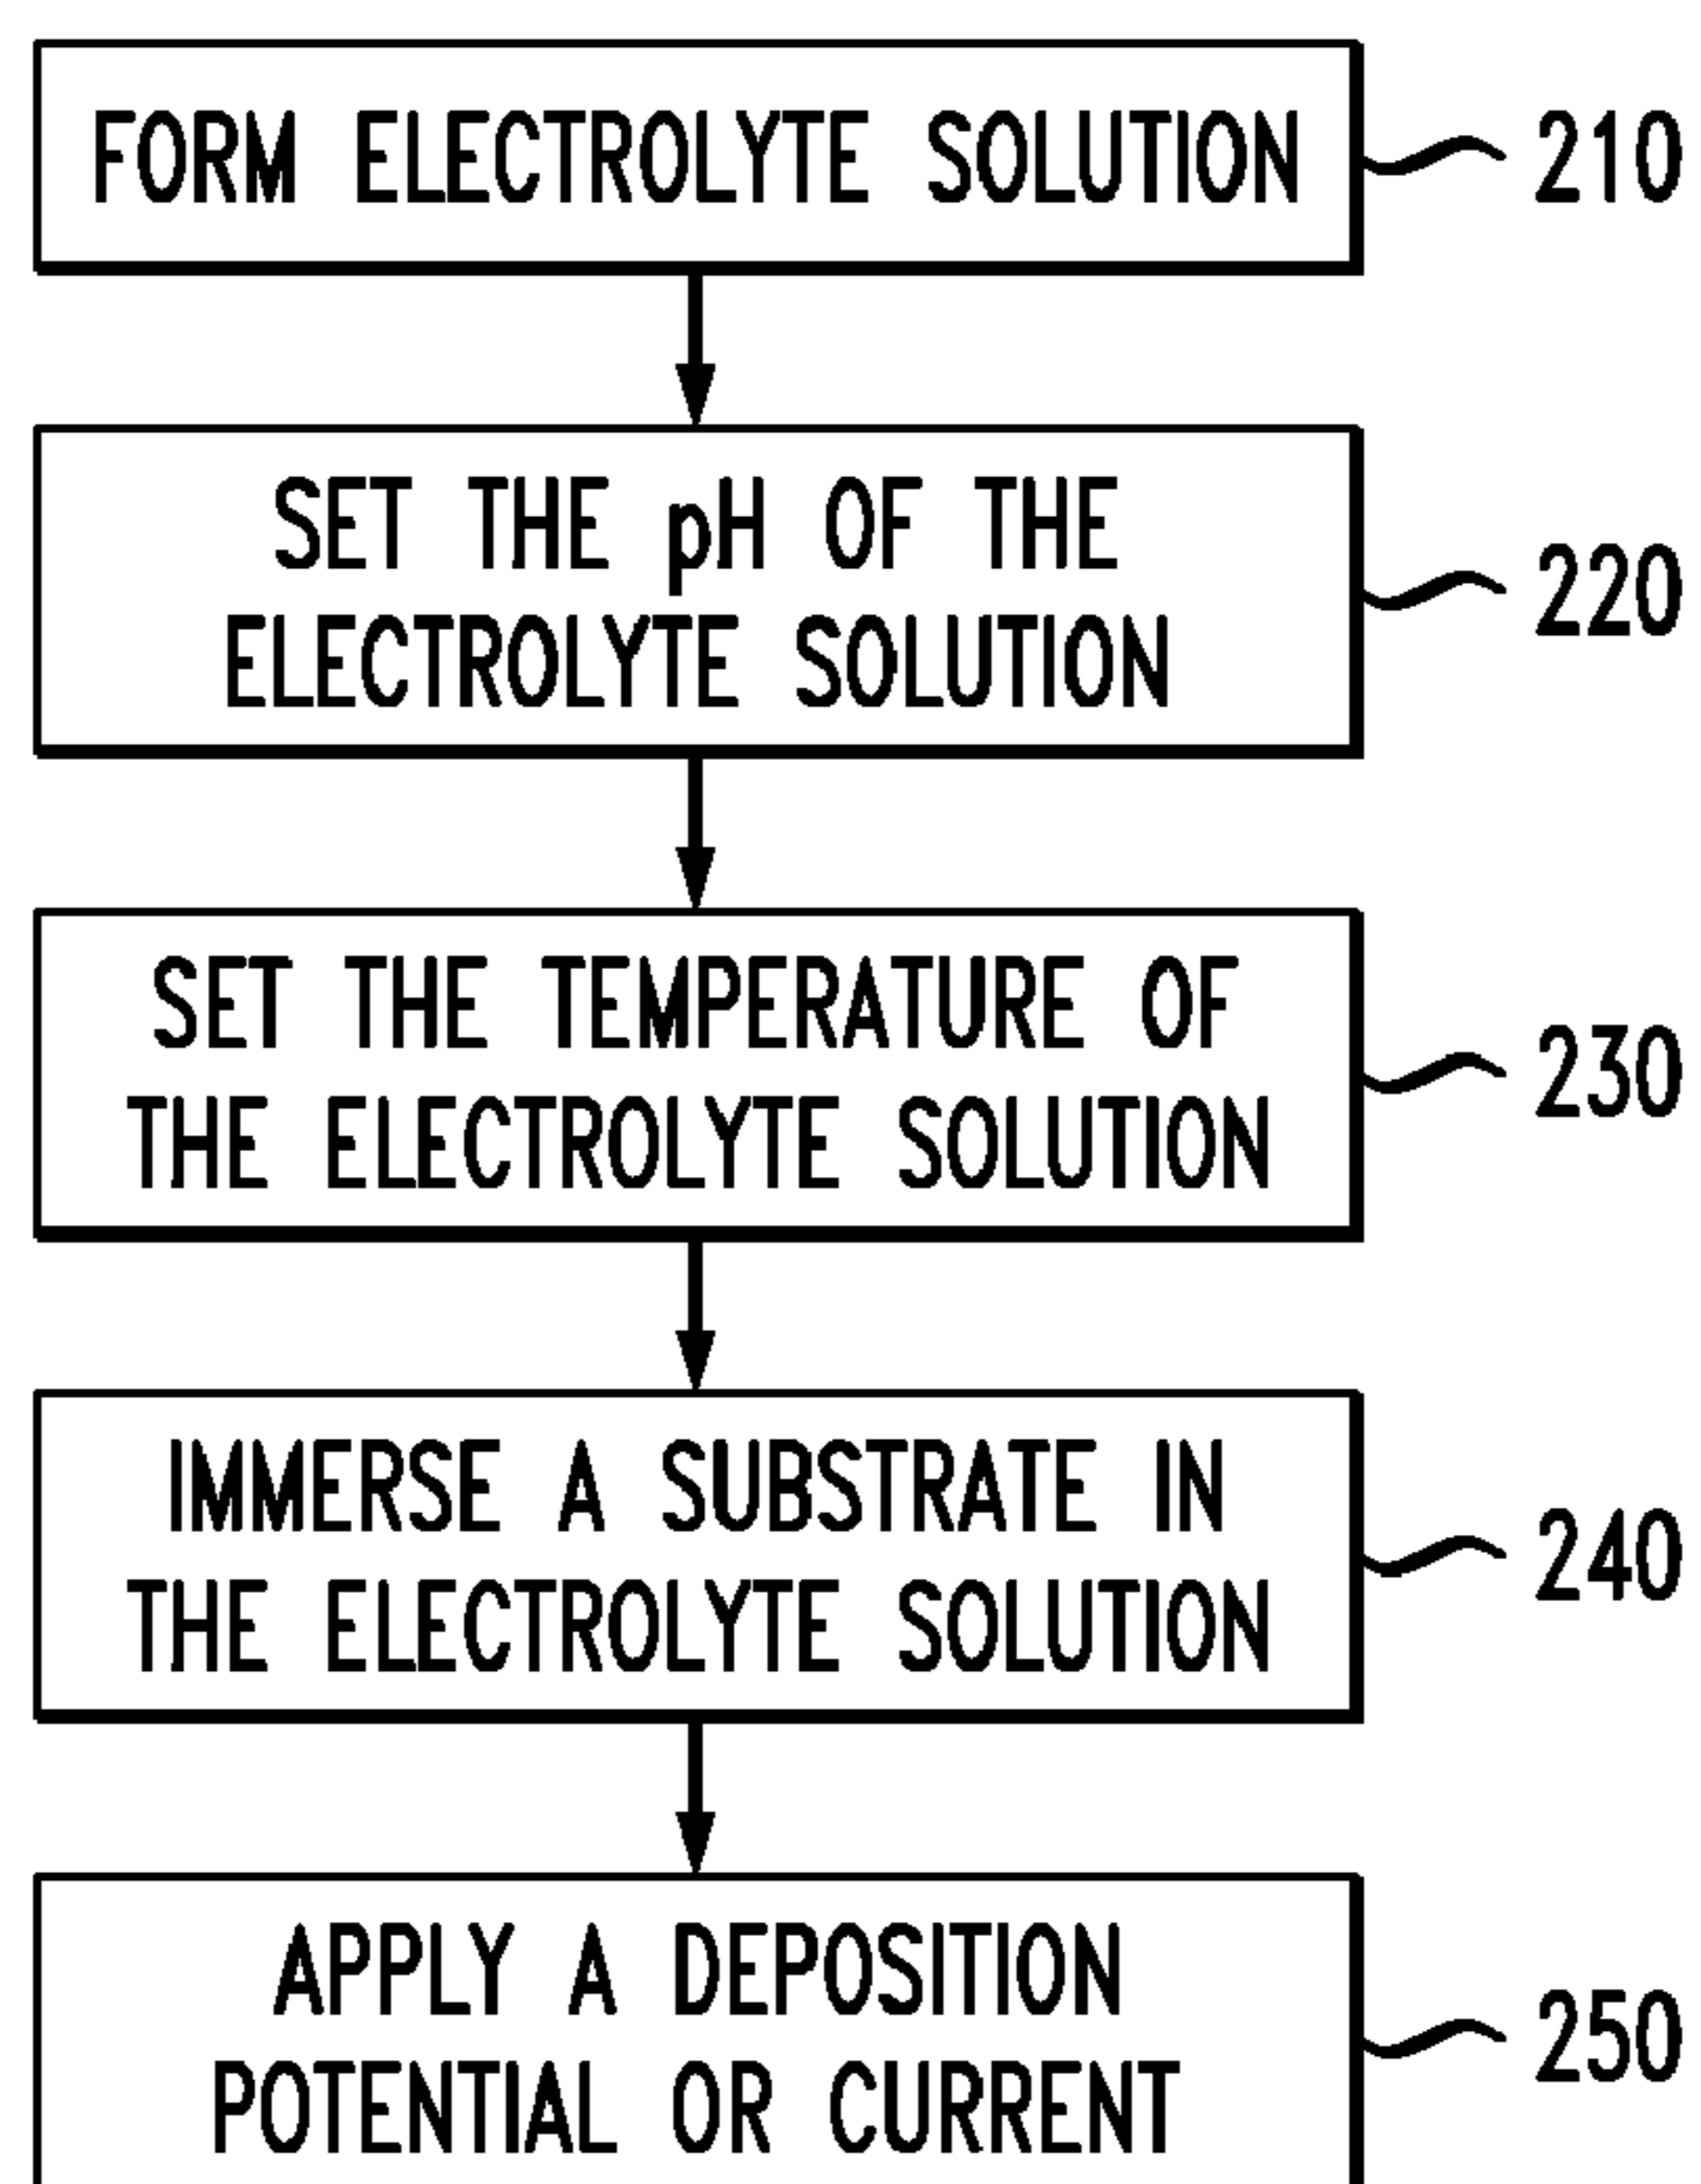 FORM ELECTROLYTE SOLUTION
210
SET THE pH OF THE
ELECTROLYTE SOLUTION
220
SET THE TEMPERATURE OF
THE ELECTROLYTE SOLUTION
230
IMMERSE A SUBSTRATE IN
THE ELECTROLYTE SOLUTION
240
APPLY A DEPOSITION
POTENTIAL OR CURRENT
250